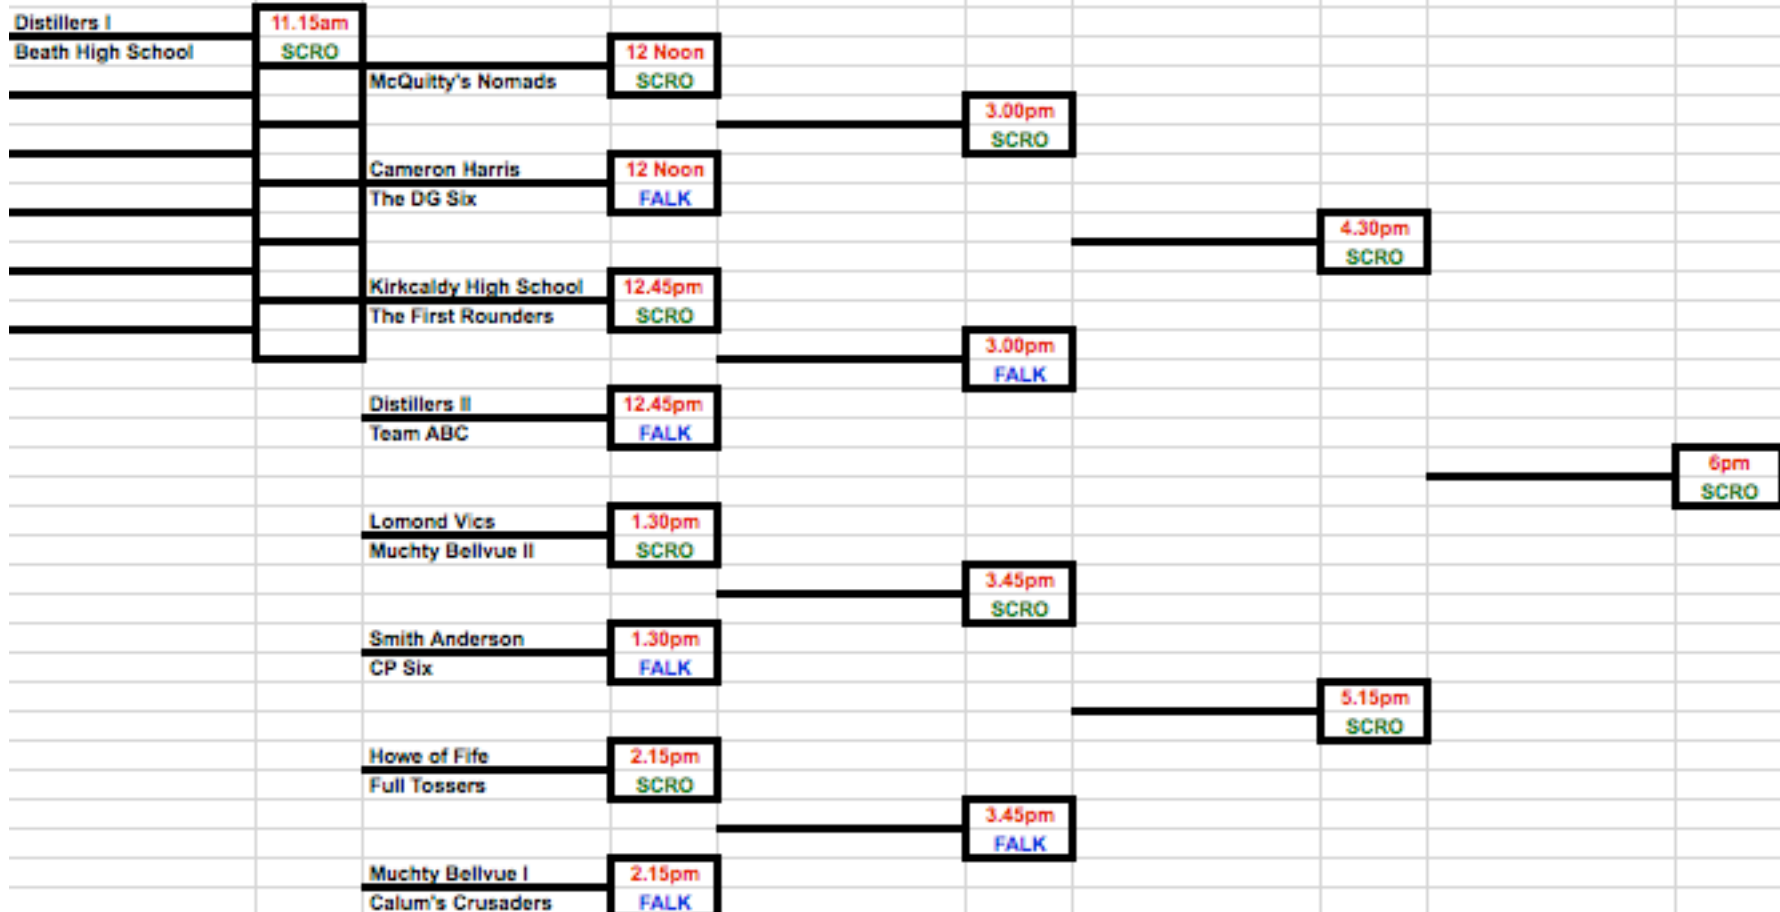 Distillers I
11.15am
Beath High School
SCRO
12 Noon
McQuitty's Nomads
SCRO
3.00pm
SCRO
Cameron Harris
12 Noon
The DG Six
FALK
4.30pm
SCRO
Kirkcaldy High School
12.45pm
The First Rounders
SCRO
3.00pm
FALK
Distillers II
12.45pm
Team ABC
FALK
6pm
SCRO
Lomond Vics
1.30pm
Muchty Bellvue II
SCRO
3.45pm
SCRO
Smith Anderson
1.30pm
CP Six
FALK
5.15pm
SCRO
Howe of Fife
2.15pm
Full Tossers
SCRO
3.45pm
FALK
Muchty Bellvue I
2.15pm
Calum's Crusaders
FALK